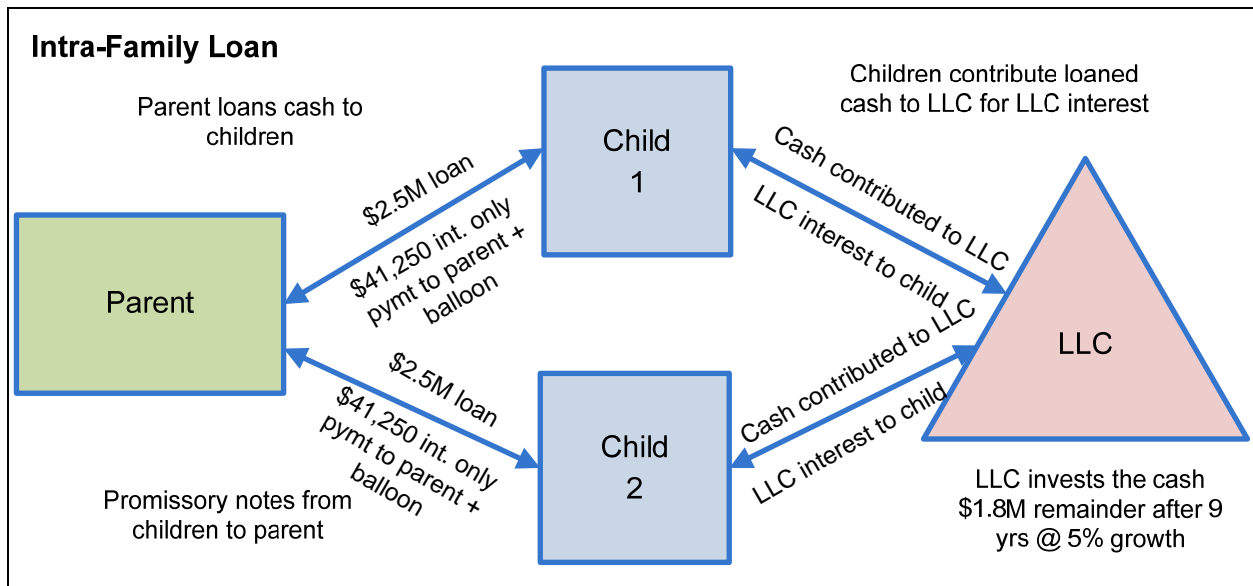 Intra-Family Loan
Parent loans cash to
children
Children contribute loaned
cash to LLC for LLC interest
Parent
$2.5M loan
$41,250 int. only
pymt to parent +
balloon
Child
1
Cash contributed to LLC
LLC interest to child
$2.5M loan
$41,250 int. only
pymt to parent +
balloon
Child
2
Cash contributed to LLC
LLC interest to child
LLC
Promissory notes from
children to parent
LLC invests the cash
$1.8M remainder after 9
yrs @ 5% growth